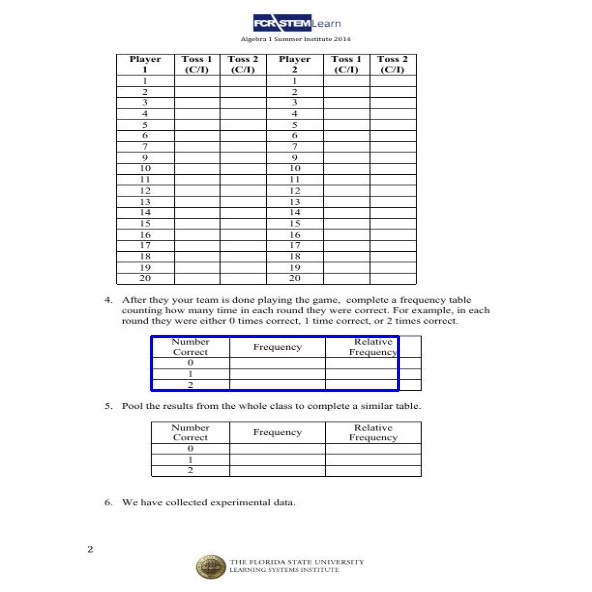 FCR-STEMLearn
Algebra 1 Summer Institute 2014
Player 1 Toss 1 (C/I) Toss 2 (C/I) Player 2 Toss 1 (C/I) Toss 2 (C/I)
1 1
2 2
3 3
4 4
5 5
6 6
7 7
9 9
10 10
11 11
12 12
13 13
14 14
15 15
16 16
17 17
18 18
19 19
20 20
4. After they your team is done playing the game, complete a frequency table
counting how many time in each round they were correct. For example, in each
round they were either 0 times correct, 1 time correct, or 2 times correct.
Number Correct Frequency Relative Frequency
0
1
2
5. Pool the results from the whole class to complete a similar table.
Number Correct Frequency Relative Frequency
0
1
2
6. We have collected experimental data.
2
THE FLORIDA STATE UNIVERSITY
LEARNING SYSTEMS INSTITUTE